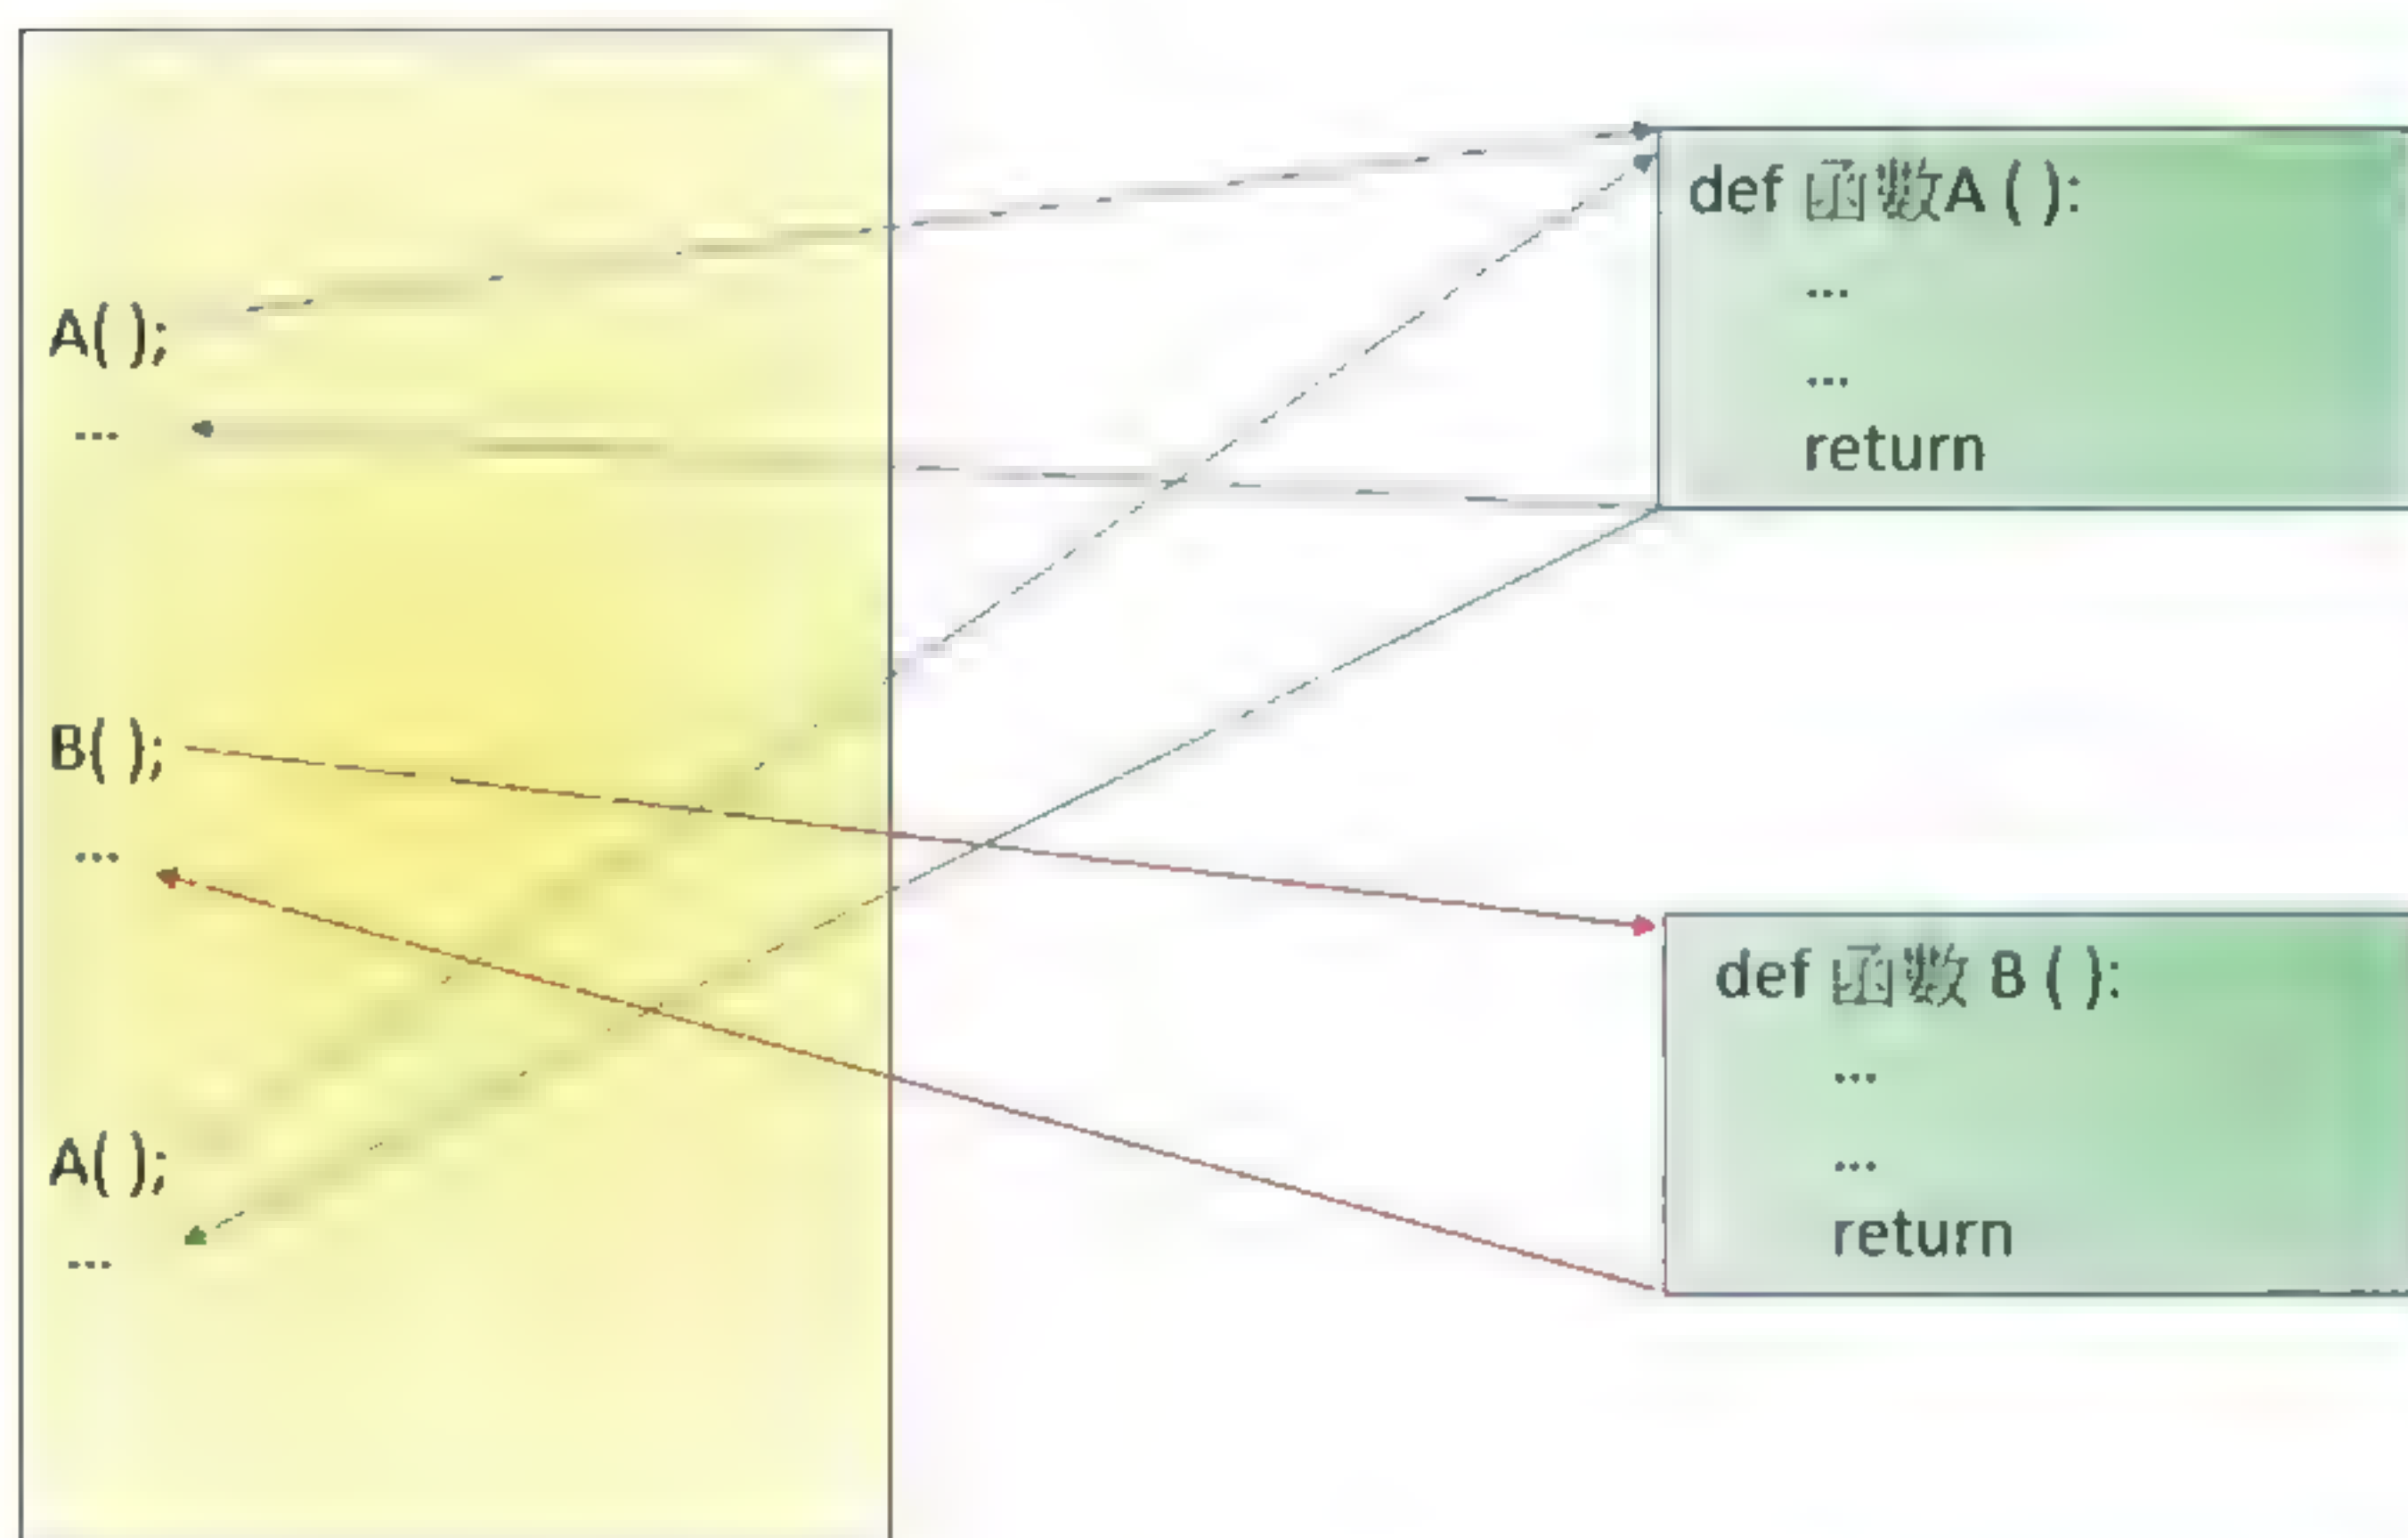 A( );
...
B( );
...
A( );
...
def 函数A ( ):
...
...
return
def 函数 B ( ):
...
...
return